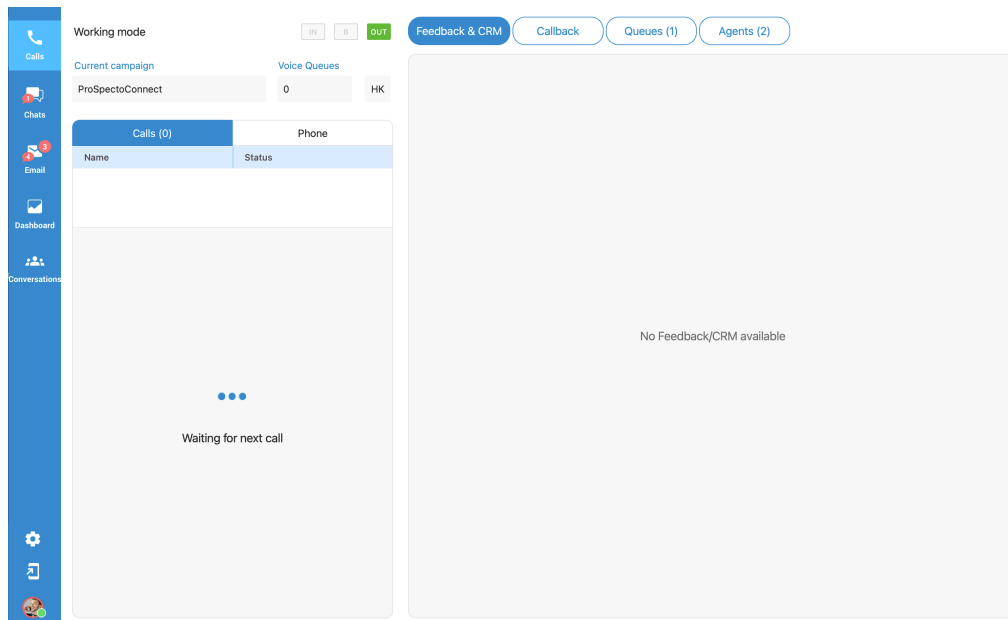 Calls
1
Chats
3
4
Email
Dashboard
Conversations
Working mode
IN
B
OUT
Current campaign
Voice Queues
ProSpectoConnect
0
HK
Calls (0)
Phone
Name
Status
Waiting for next call
Feedback & CRM
Callback
Queues (1)
Agents (2)
No Feedback/CRM available